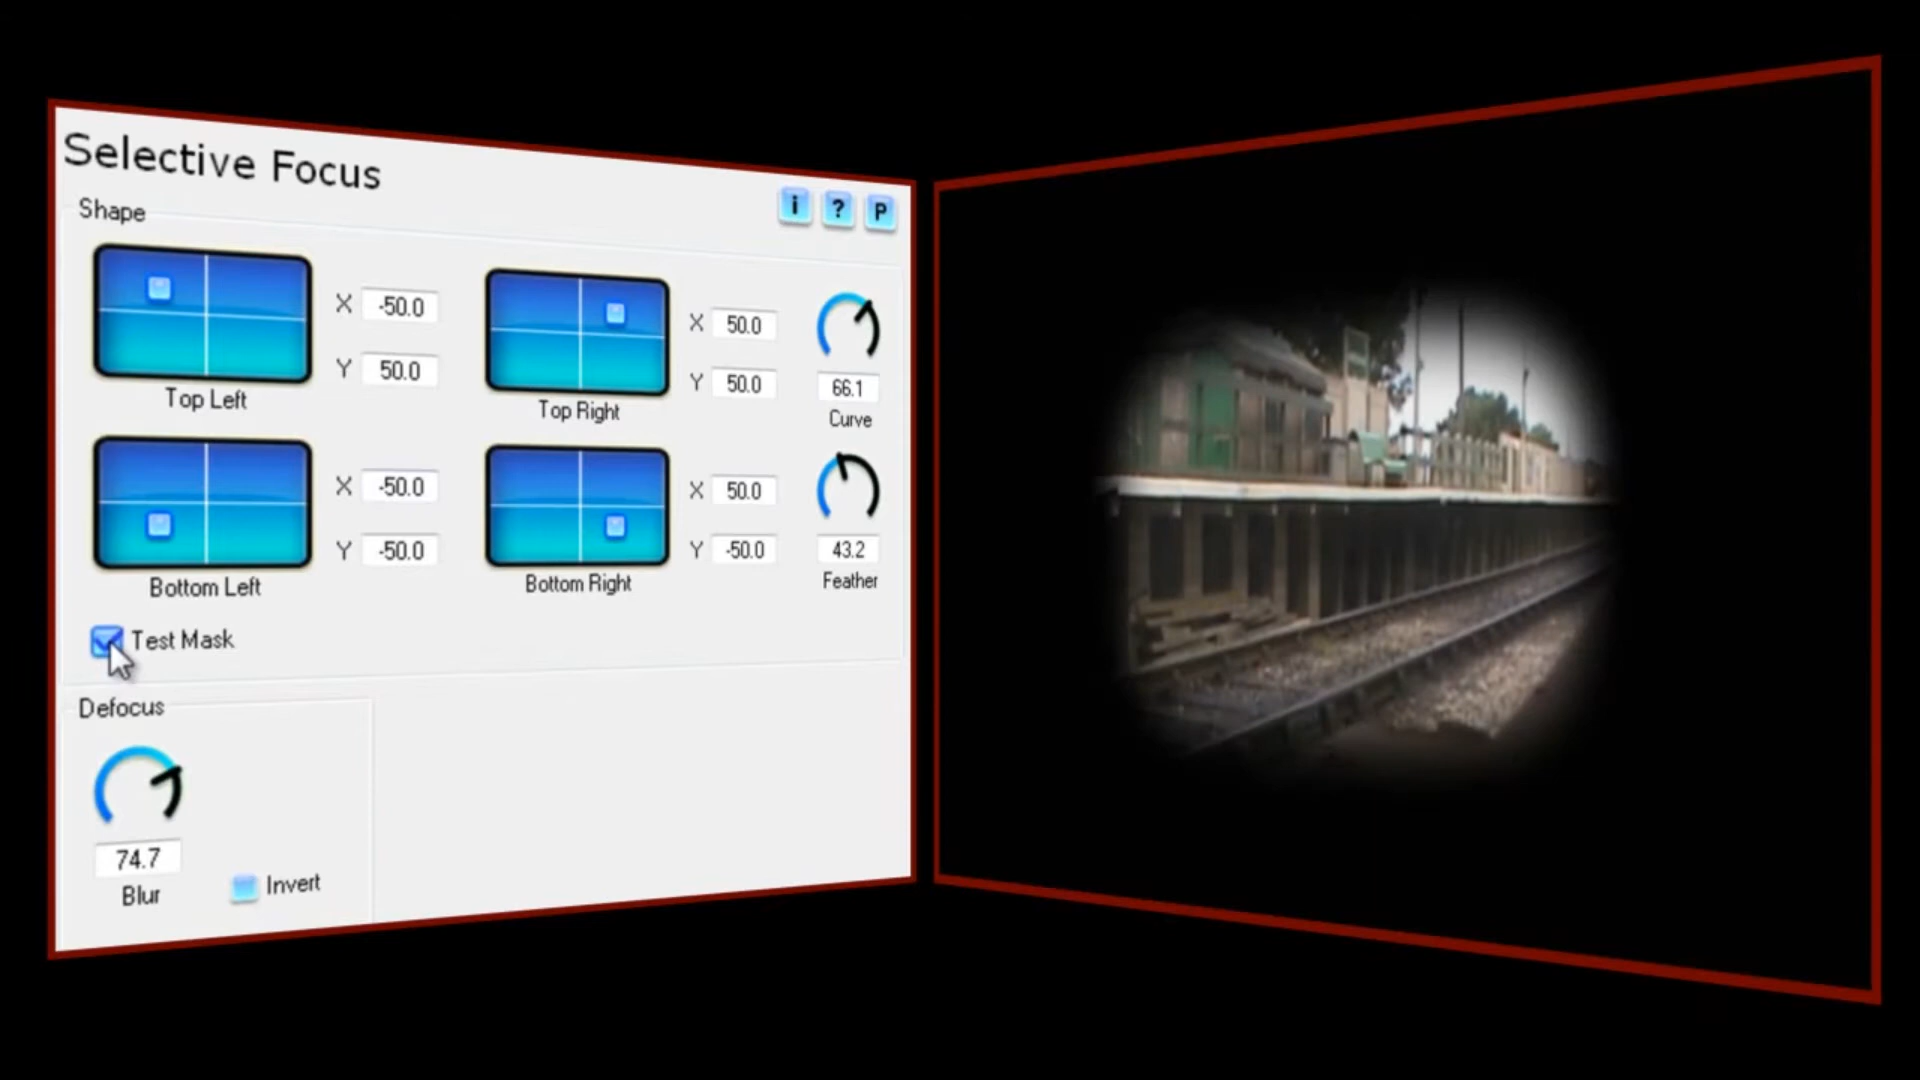 Selective Focus
i ? P
Shape
X -50.0
Y 50.0
Top Left
X 50.0
Y 50.0
Top Right
66.1
Curve
X -50.0
Y -50.0
Bottom Left
X 50.0
Y -50.0
Bottom Right
43.2
Feather
Test Mask
Defocus
74.7
Blur
Invert